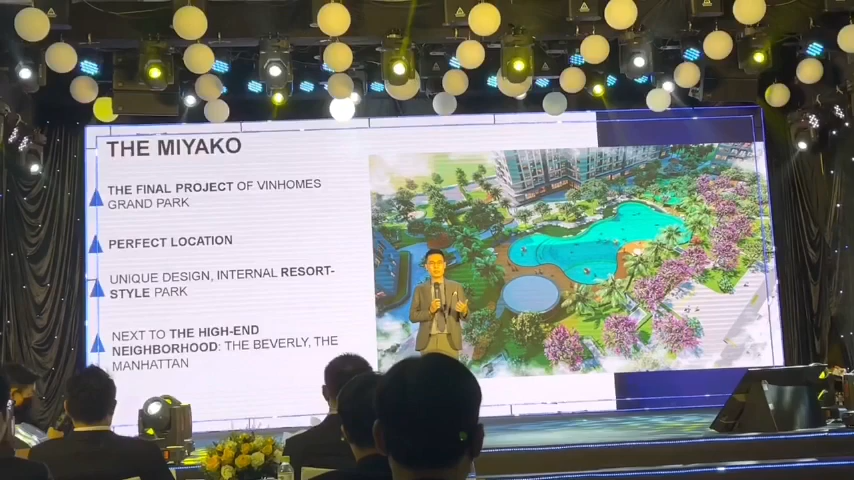 THE MIYAKO
THE FINAL PROJECT OF VINHOMES
GRAND PARK
PERFECT LOCATION
UNIQUE DESIGN, INTERNAL RESORT-
STYLE PARK
NEXT TO THE HIGH-END
NEIGHBORHOOD: THE BEVERLY, THE
MANHATTAN